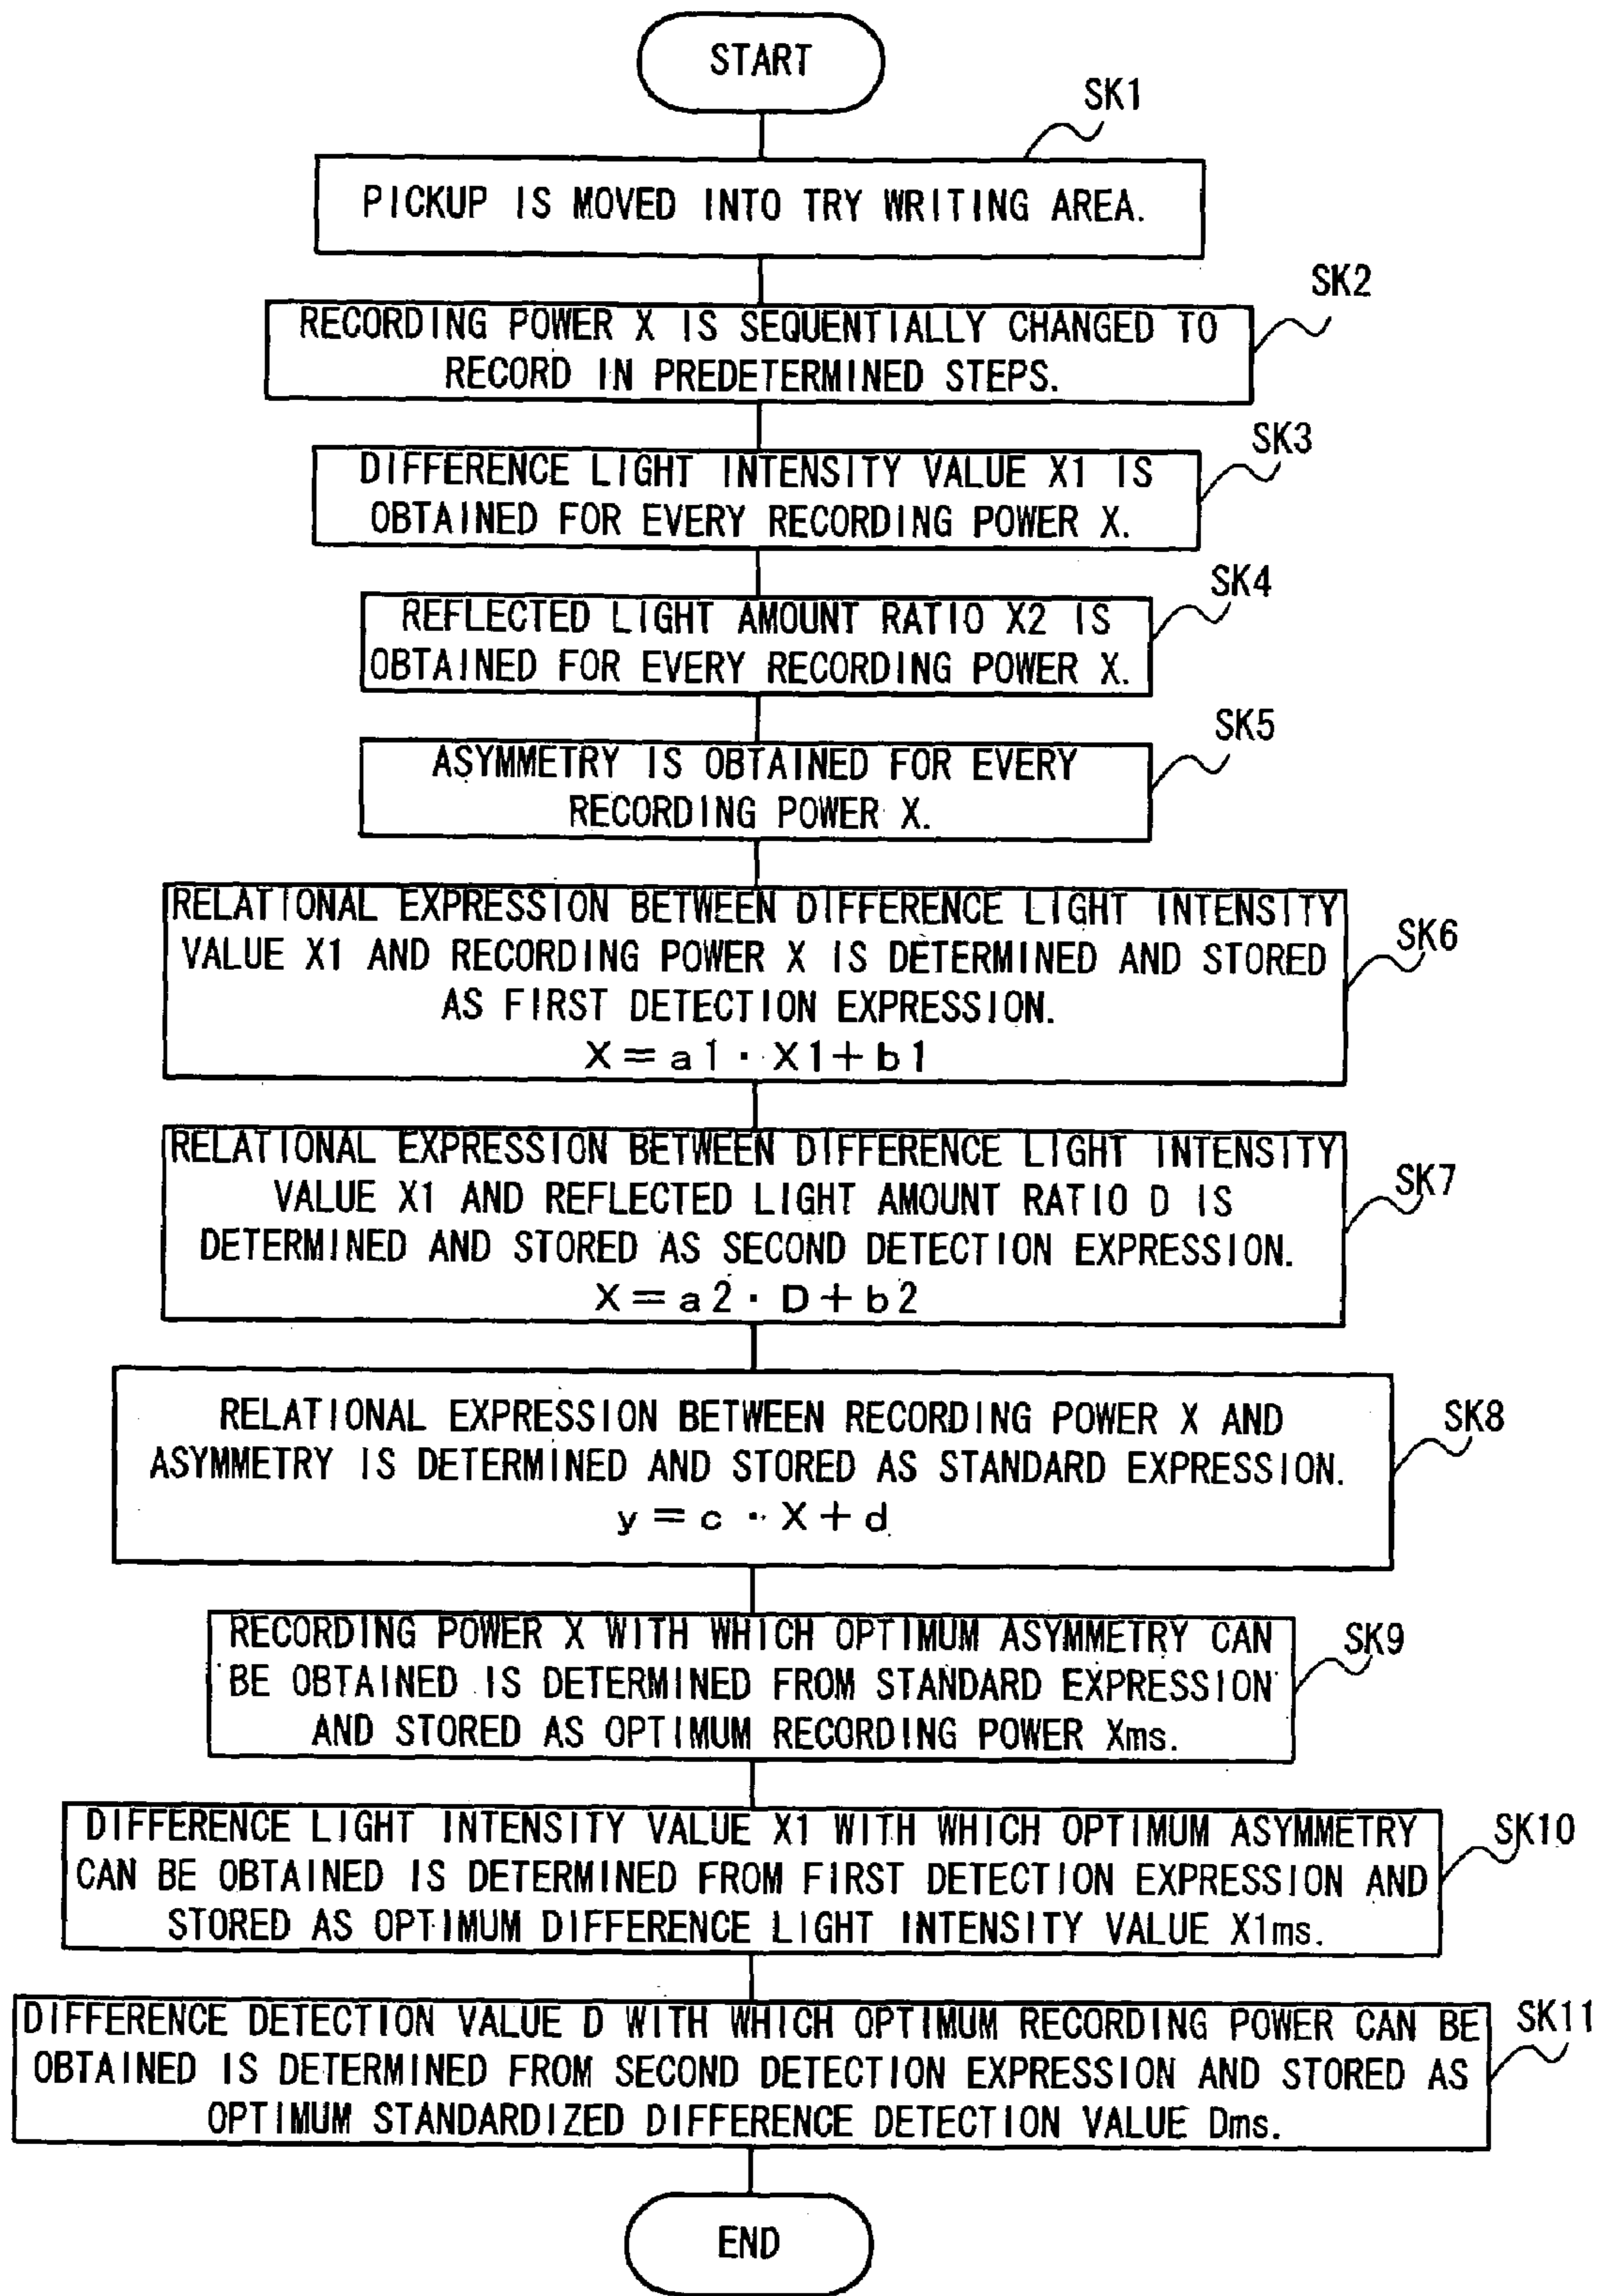 START
SK1
PICKUP IS MOVED INTO TRY WRITING AREA.
SK2
RECORDING POWER X IS SEQUENTIALLY CHANGED TO
RECORD IN PREDETERMINED STEPS.
SK3
DIFFERENCE LIGHT INTENSITY VALUE X1 IS
OBTAINED FOR EVERY RECORDING POWER X.
SK4
REFLECTED LIGHT AMOUNT RATIO X2 IS
OBTAINED FOR EVERY RECORDING POWER X.
SK5
ASYMMETRY IS OBTAINED FOR EVERY
RECORDING POWER X.
SK6
RELATIONAL EXPRESSION BETWEEN DIFFERENCE LIGHT INTENSITY
VALUE X1 AND RECORDING POWER X IS DETERMINED AND STORED
AS FIRST DETECTION EXPRESSION.
X=a1・X1+b1
SK7
RELATIONAL EXPRESSION BETWEEN DIFFERENCE LIGHT INTENSITY
VALUE X1 AND REFLECTED LIGHT AMOUNT RATIO D IS
DETERMINED AND STORED AS SECOND DETECTION EXPRESSION.
X=a2・D+b2
SK8
RELATIONAL EXPRESSION BETWEEN RECORDING POWER X AND
ASYMMETRY IS DETERMINED AND STORED AS STANDARD EXPRESSION.
y=c・X+d
SK9
RECORDING POWER X WITH WHICH OPTIMUM ASYMMETRY CAN
BE OBTAINED IS DETERMINED FROM STANDARD EXPRESSION
AND STORED AS OPTIMUM RECORDING POWER Xms.
SK10
DIFFERENCE LIGHT INTENSITY VALUE X1 WITH WHICH OPTIMUM ASYMMETRY
CAN BE OBTAINED IS DETERMINED FROM FIRST DETECTION EXPRESSION AND
STORED AS OPTIMUM DIFFERENCE LIGHT INTENSITY VALUE X1ms.
SK11
DIFFERENCE DETECTION VALUE D WITH WHICH OPTIMUM RECORDING POWER CAN BE
OBTAINED IS DETERMINED FROM SECOND DETECTION EXPRESSION AND STORED AS
OPTIMUM STANDARDIZED DIFFERENCE DETECTION VALUE Dms.
END